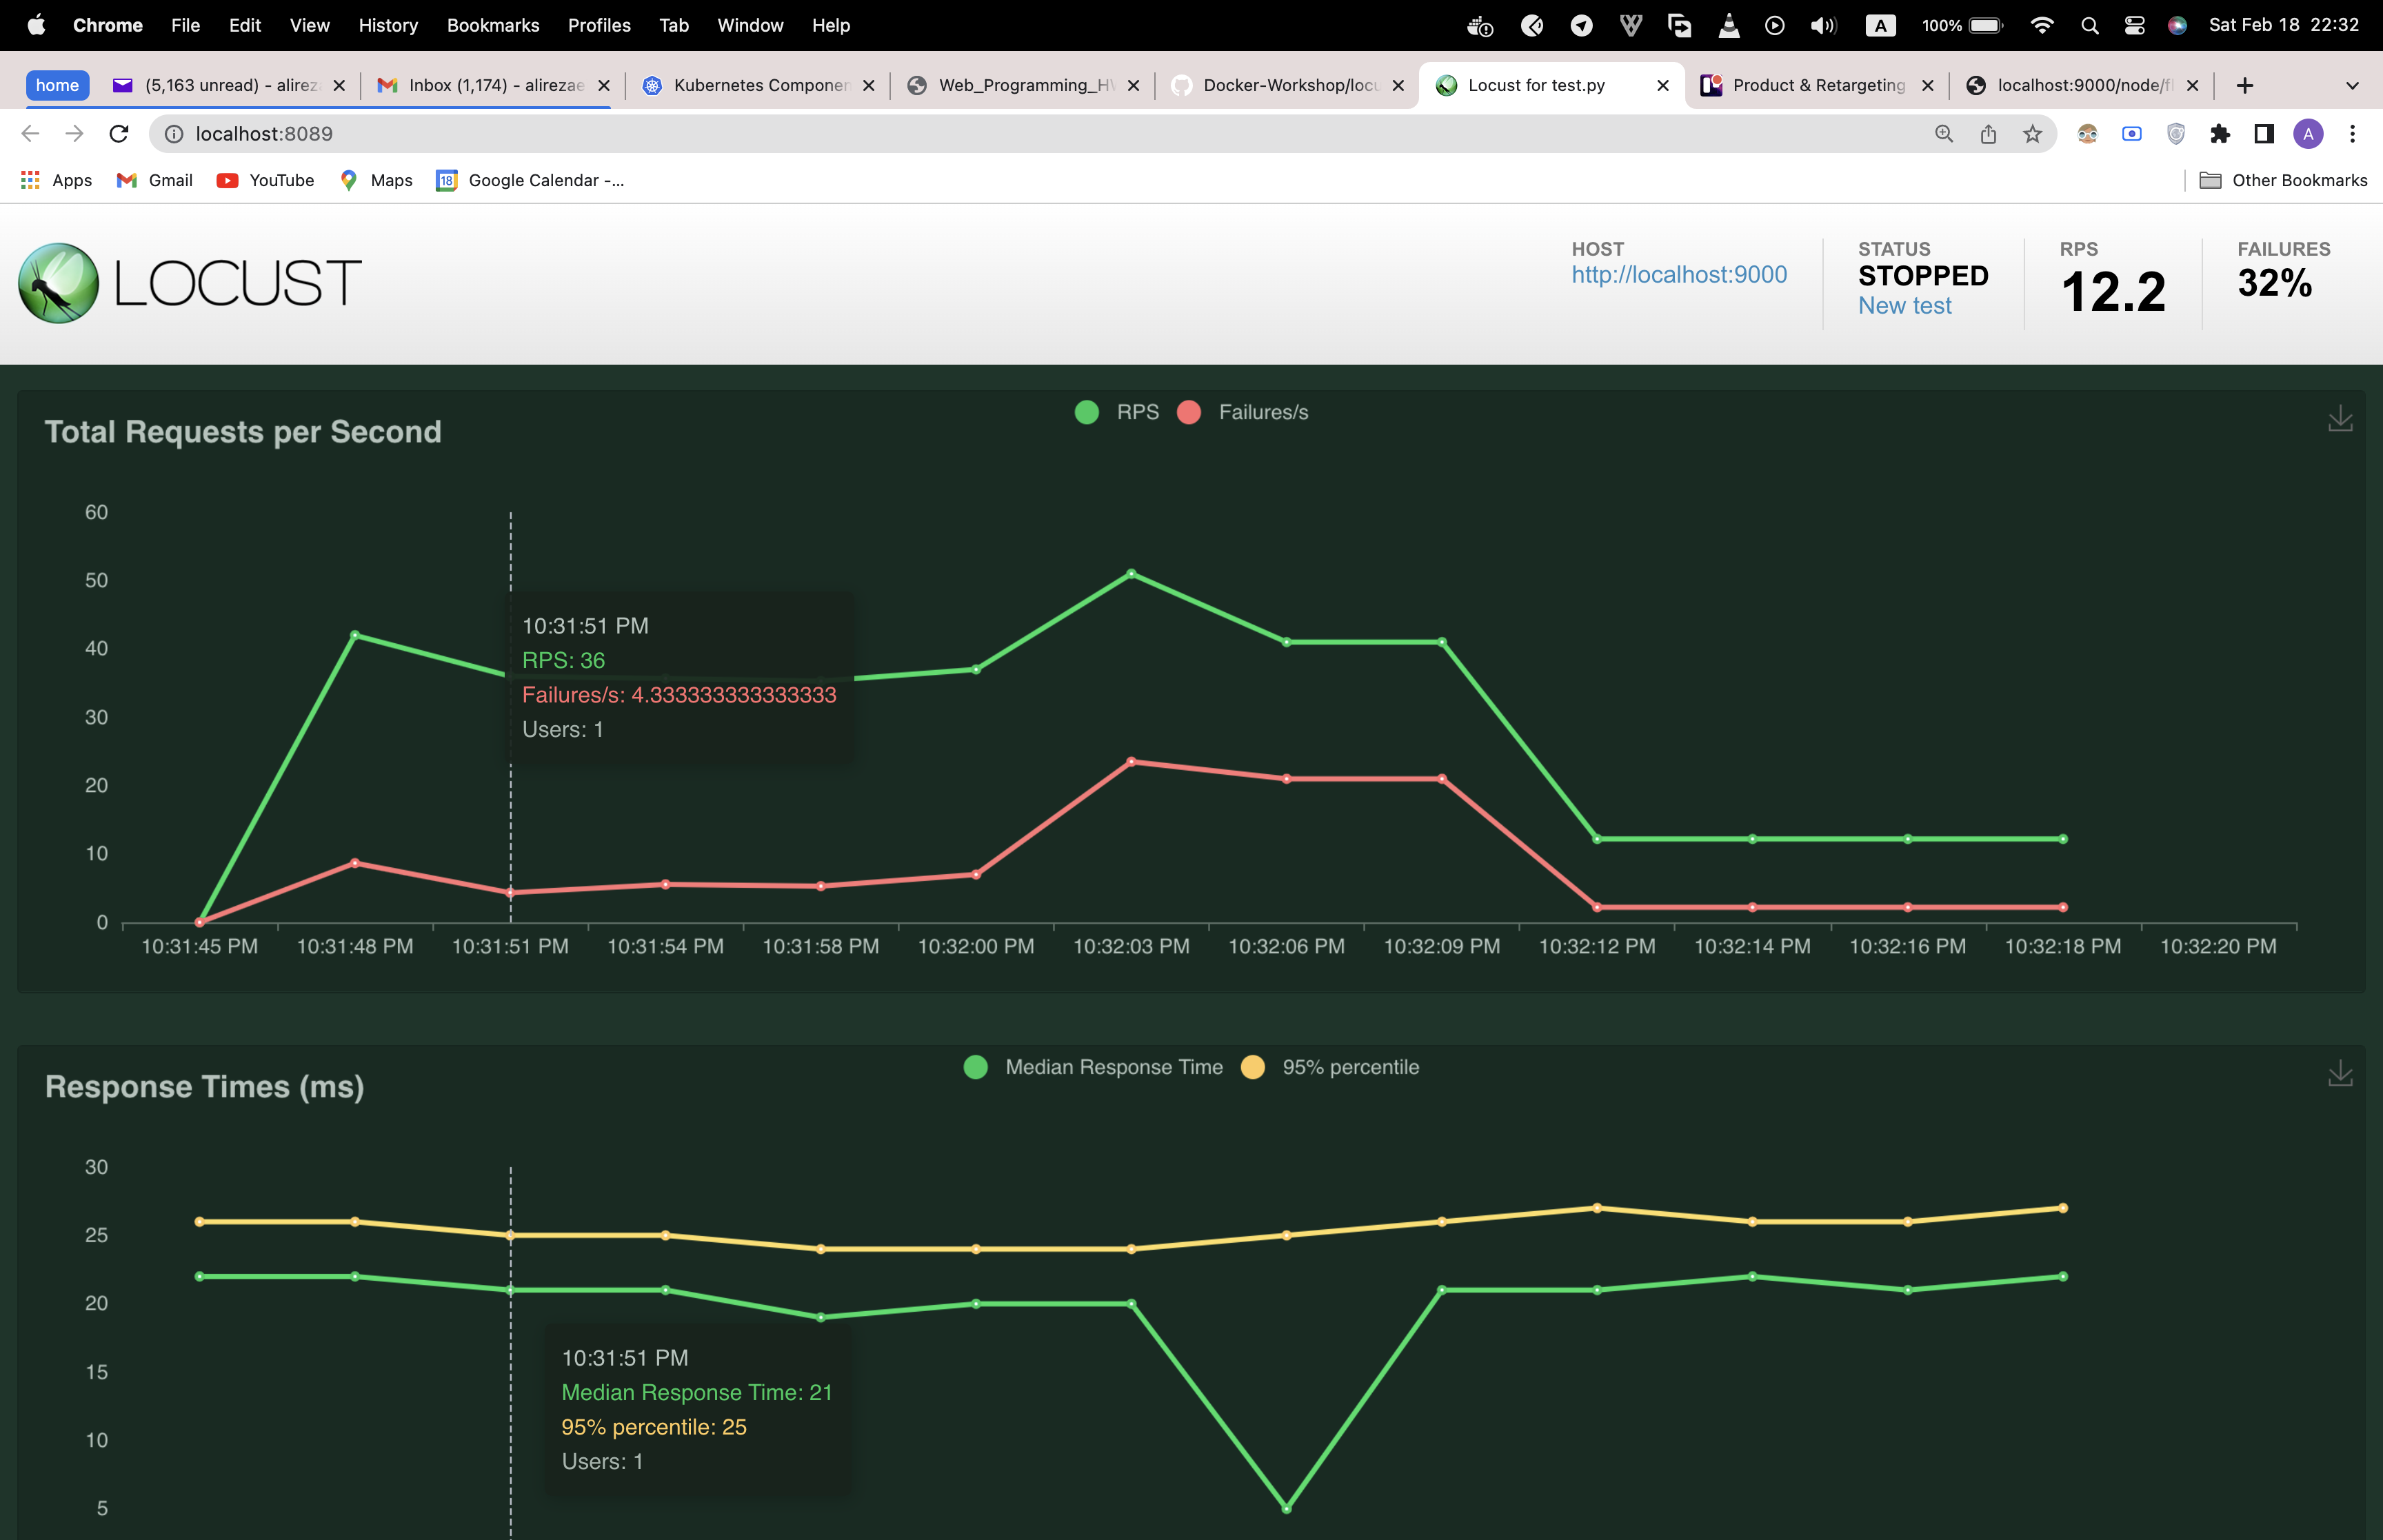 Chrome File Edit View History Bookmarks Profiles Tab Window Help A 100% Sat Feb 18 22:32
home (5,163 unread) - alirez Inbox (1,174) - alirezae Kubernetes Componen Web_Programming_H Docker-Workshop/locu Locust for test.py Product & Retargeting localhost:9000/node/f
localhost:8089 A
Apps Gmail YouTube Maps 18 Google Calendar -... Other Bookmarks
LOCUST
HOST
http://localhost:9000
STATUS
STOPPED
New test
RPS
12.2
FAILURES
32%
RPS Failures/s
Total Requests per Second
60
50
40
30
20
10
0
10:31:51 PM
RPS: 36
Failures/s: 4.333333333333333
Users: 1
10:31:45 PM 10:31:48 PM 10:31:51 PM 10:31:54 PM 10:31:58 PM 10:32:00 PM 10:32:03 PM 10:32:06 PM 10:32:09 PM 10:32:12 PM 10:32:14 PM 10:32:16 PM 10:32:18 PM 10:32:20 PM
Median Response Time 95% percentile
Response Times (ms)
30
25
20
15
10
5
10:31:51 PM
Median Response Time: 21
95% percentile: 25
Users: 1